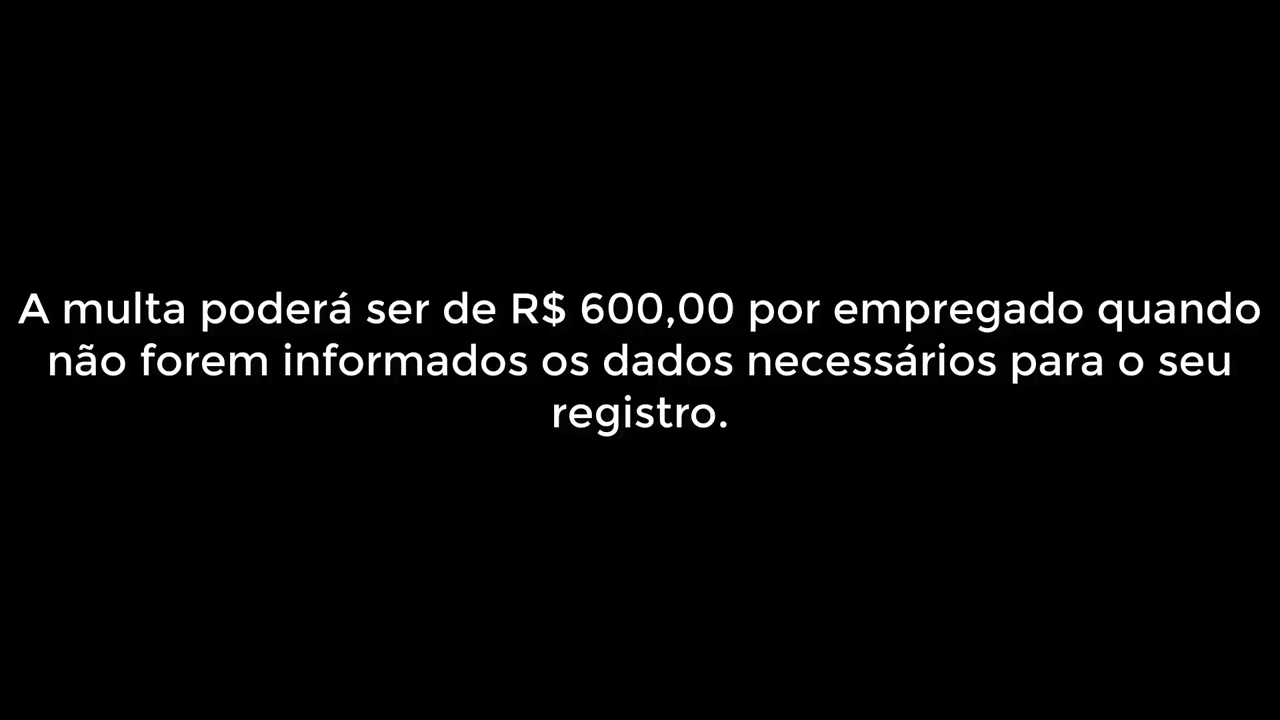 A multa poderá ser de R$ 600,00 por empregado quando
não forem informados os dados necessários para o seu
registro.